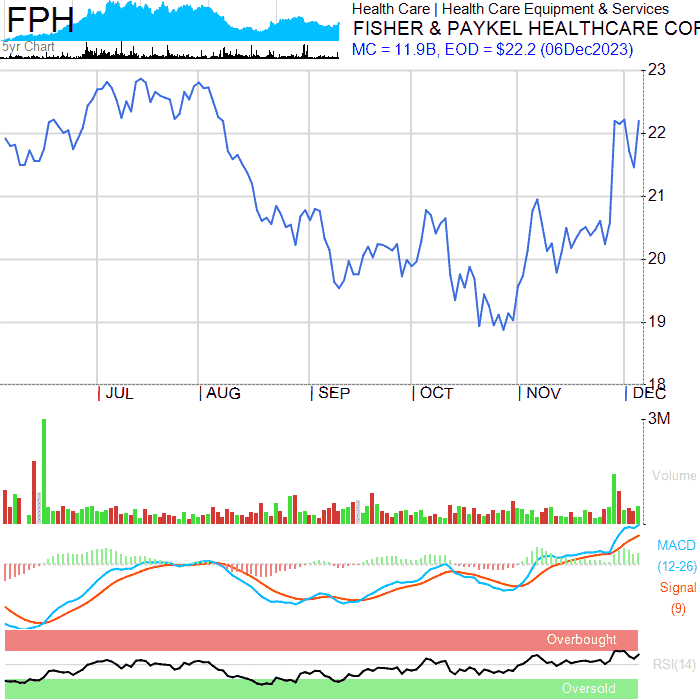 FPH
5yr Chart
Health Care | Health Care Equipment & Services
FISHER & PAYKEL HEALTHCARE COR
MC = 11.9B, EOD = $22.2 (06Dec2023)
23
22
21
20
19
18
| JUL | AUG | SEP | OCT | NOV | DEC
3M
Volume
MACD
(12-26)
Signal
(9)
Overbought
RSI(14)
Oversold